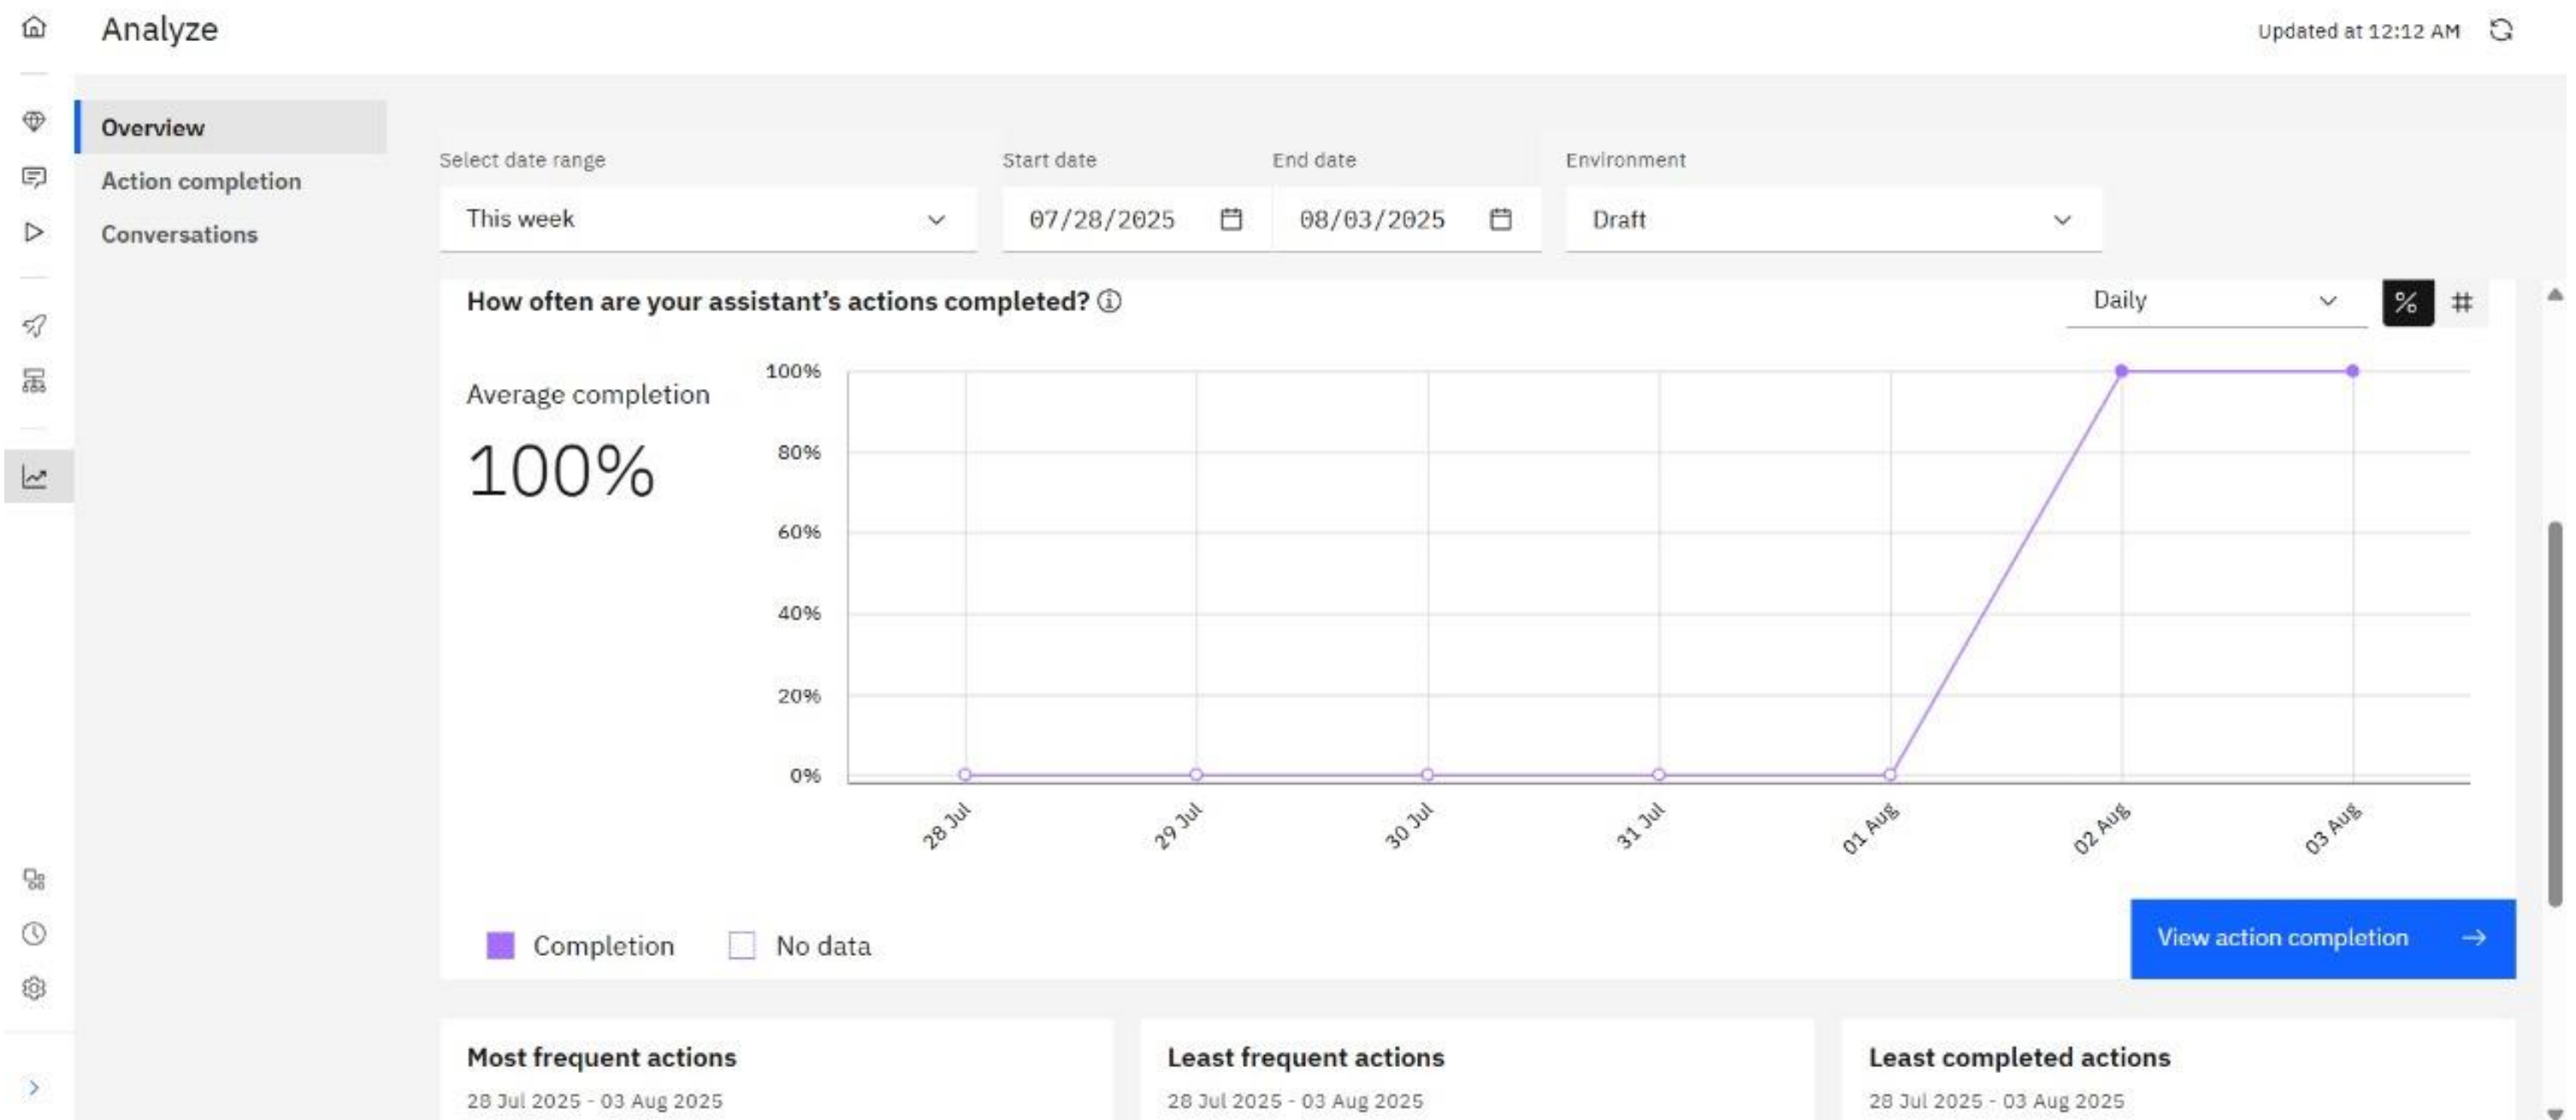 Analyze
Updated at 12:12 AM
Overview
Action completion
Conversations
Select date range
Start date
End date
Environment
This week
07/28/2025
08/03/2025
Draft
How often are your assistant's actions completed?
Daily
%
#
Average completion
100%
100%
80%
60%
40%
20%
0%
28 Jul
29 Jul
30 Jul
31 Jul
01 Aug
02 Aug
03 Aug
Completion
No data
View action completion
Most frequent actions
28 Jul 2025 - 03 Aug 2025
Least frequent actions
28 Jul 2025 - 03 Aug 2025
Least completed actions
28 Jul 2025 - 03 Aug 2025